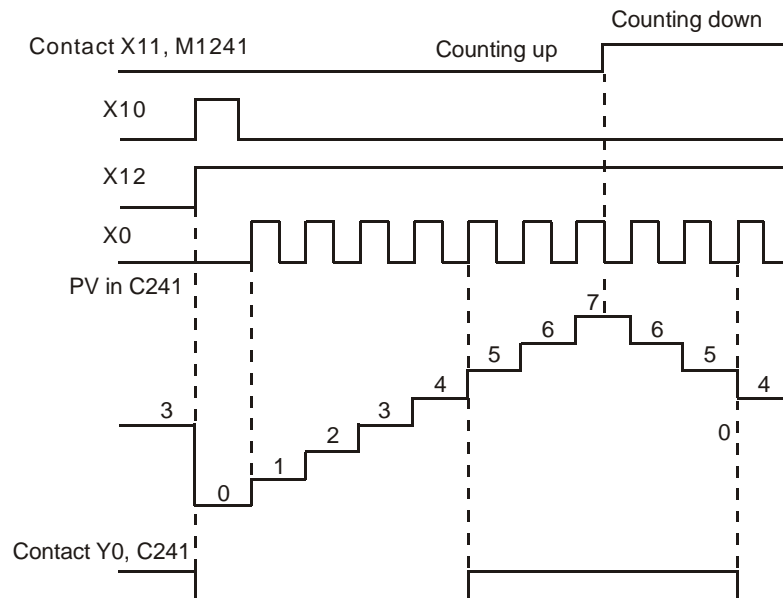 Counting down
Contact X11, M1241
Counting up
X10
X12
X0
PV in C241
7
6
6
5
5
4
4
3
3
0
2
1
0
Contact Y0, C241